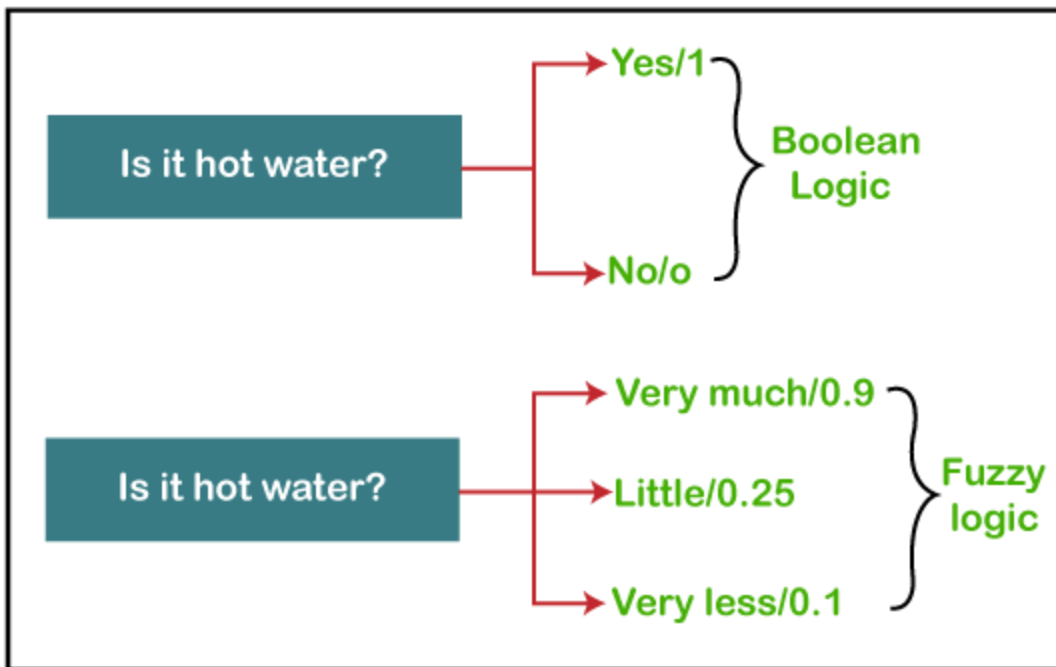 Is it hot water?
Yes/1
No/o
Boolean
Logic
Is it hot water?
Very much/0.9
Little/0.25
Very less/0.1
Fuzzy
logic